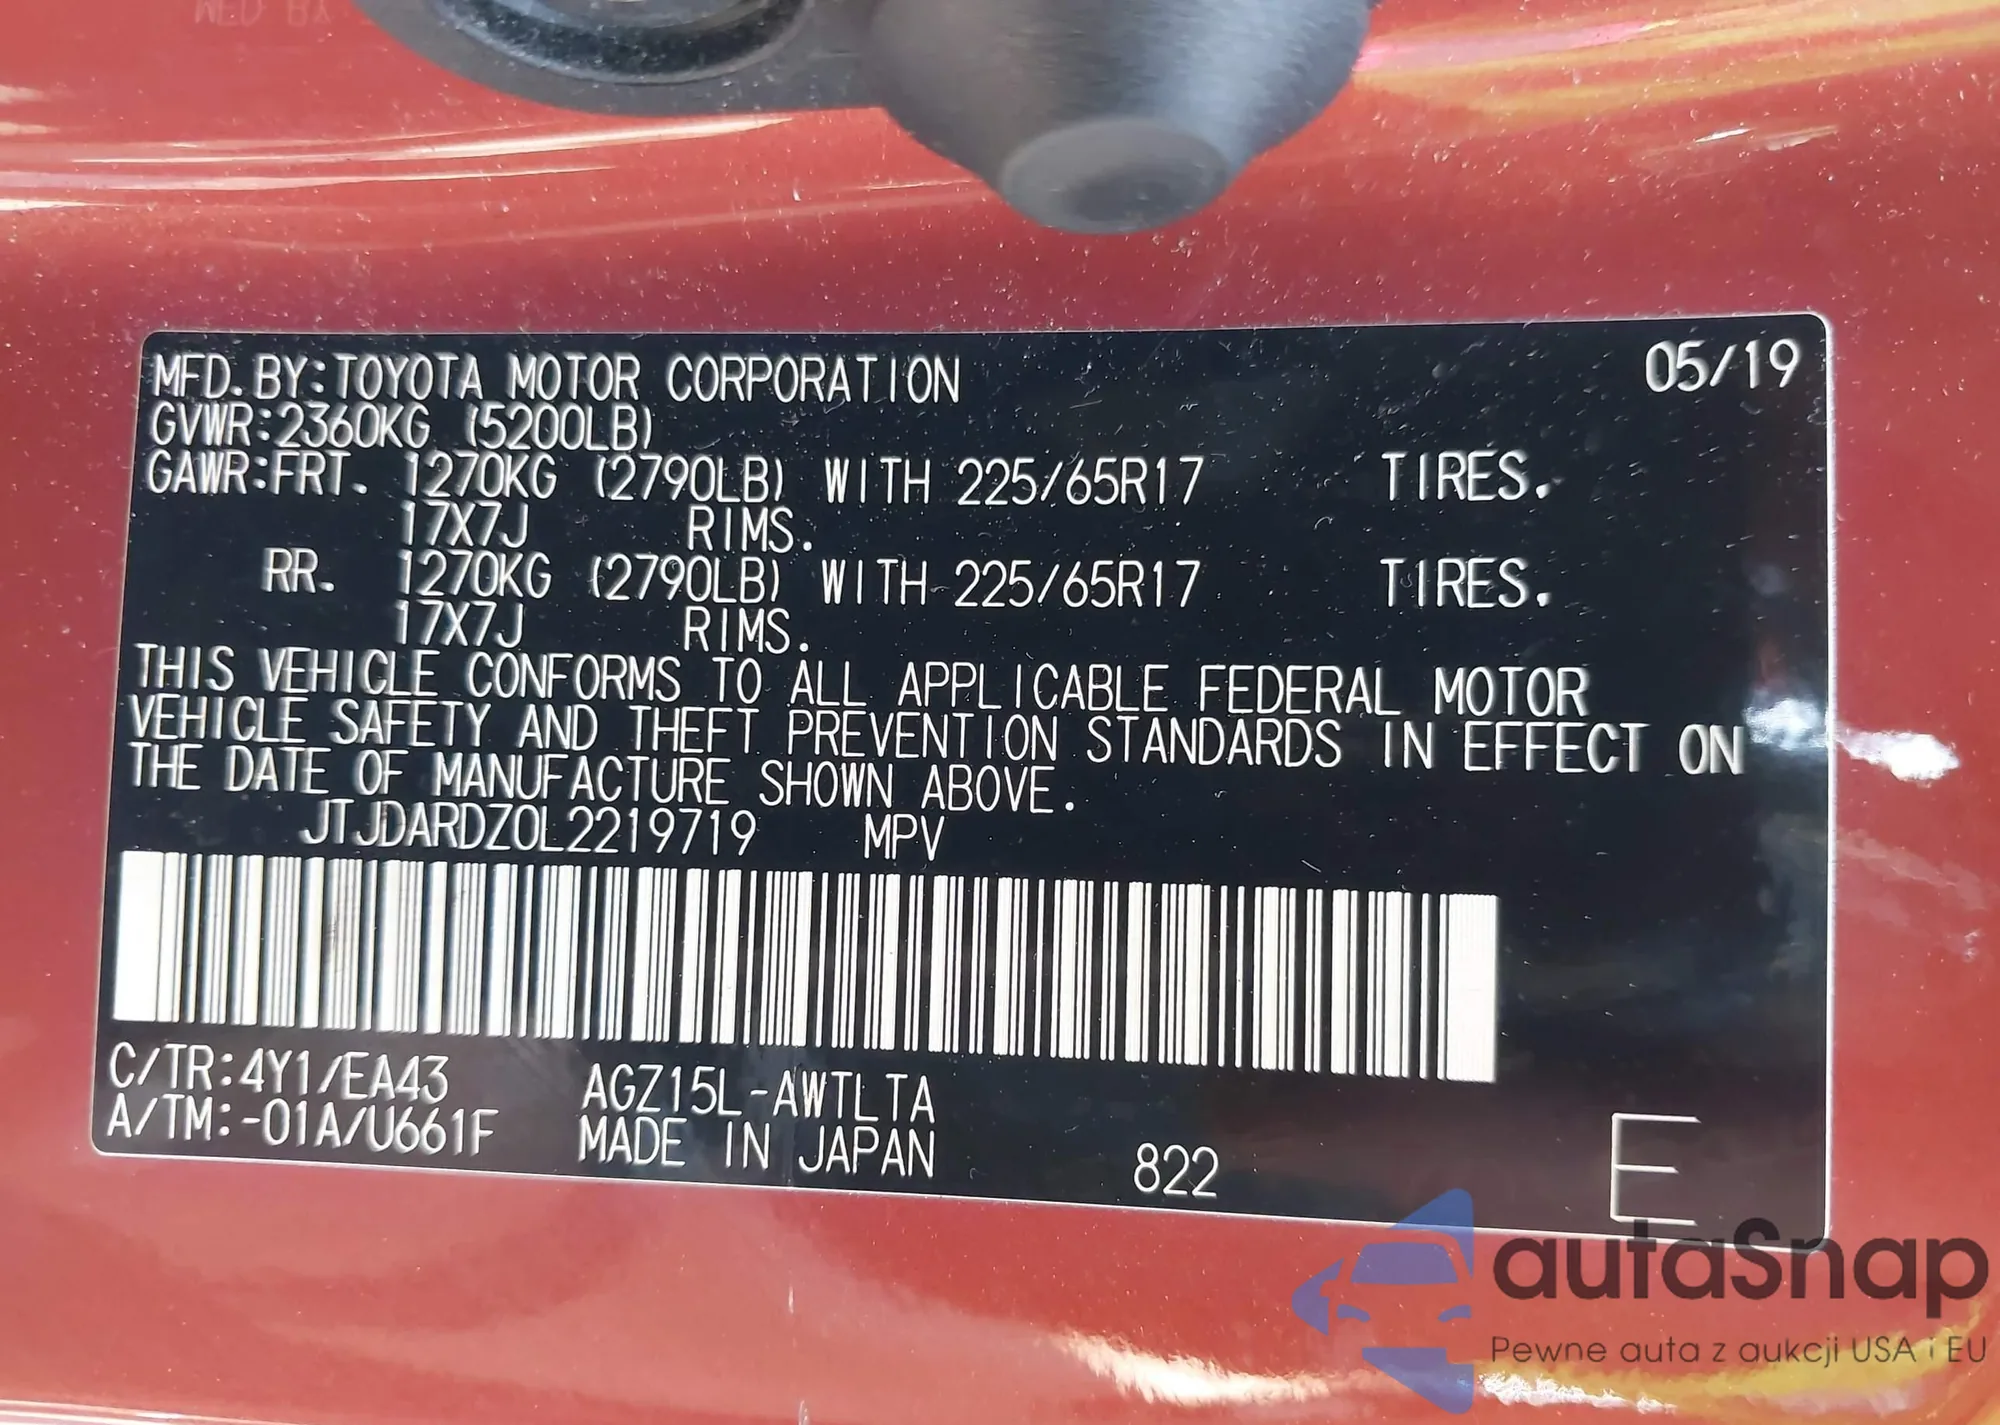 MFD.BY:TOYOTA MOTOR CORPORATION 05/19
GVWR:2360KG (5200LB)
GAWR:FRT. 1270KG (2790LB) WITH 225/65R17 TIRES.
17X7J RIMS.
RR. 1270KG (2790LB) WITH 225/65R17 TIRES.
17X7J RIMS.
THIS VEHICLE CONFORMS TO ALL APPLICABLE FEDERAL MOTOR
VEHICLE SAFETY AND THEFT PREVENTION STANDARDS IN EFFECT ON
THE DATE OF MANUFACTURE SHOWN ABOVE.
JTJDARDZ0L2219719 MPV
C/TR:4Y1/EA43 AGZ15L-AWTLTA
A/TM:-01A/U661F MADE IN JAPAN 822 E
autaSnap
Pewne auta z aukcji USA i EU